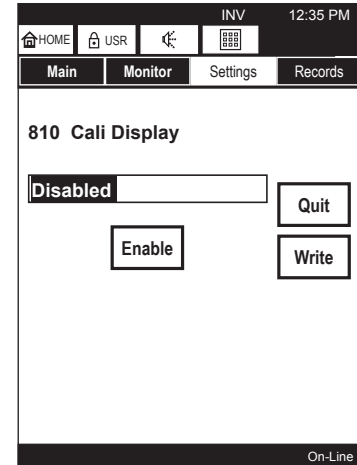 INV 12:35 PM
HOME USR
Main Monitor Settings Records
810 Cali Display
Disabled
Quit
Enable
Write
On-Line